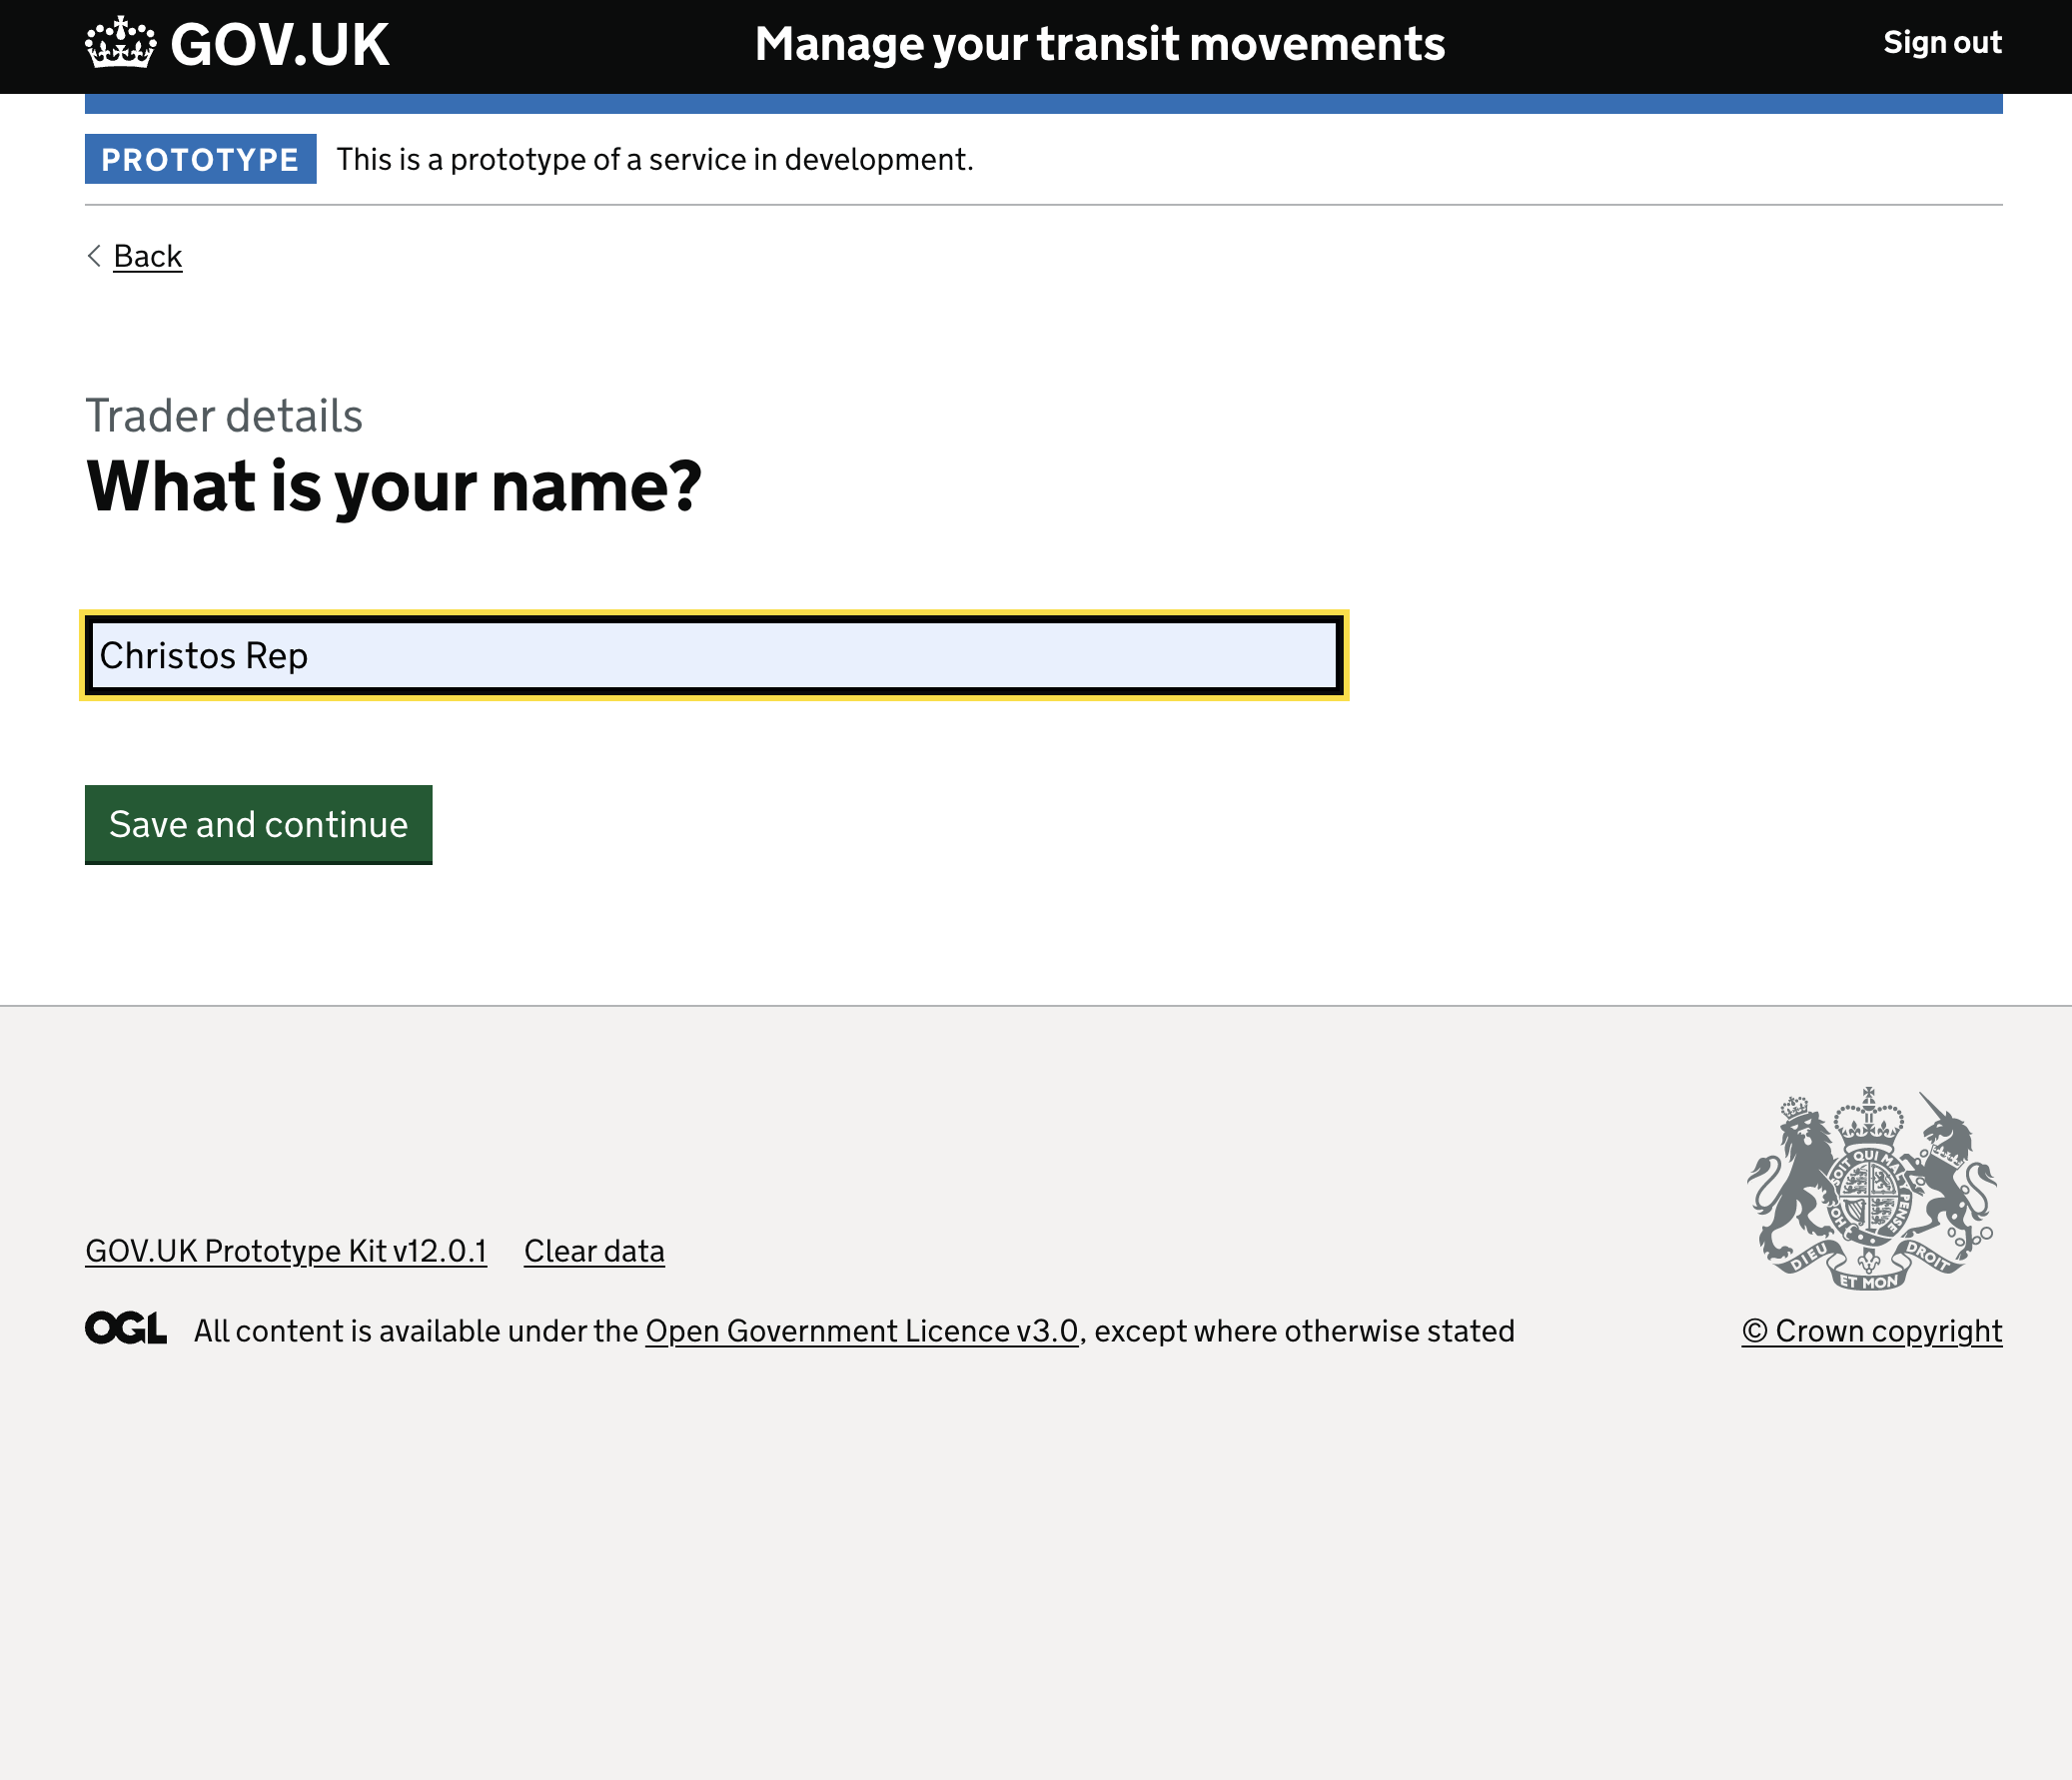 GOV.UK Manage your transit movements Sign out
PROTOTYPE This is a prototype of a service in development.
Back
Trader details
What is your name?
Christos Rep
Save and continue
SOIT QUI MAL Y PENSE
HON
DIEU ET MON DROIT
GOV.UK Prototype Kit v12.0.1 Clear data
OGL All content is available under the Open Government Licence v3.0, except where otherwise stated © Crown copyright